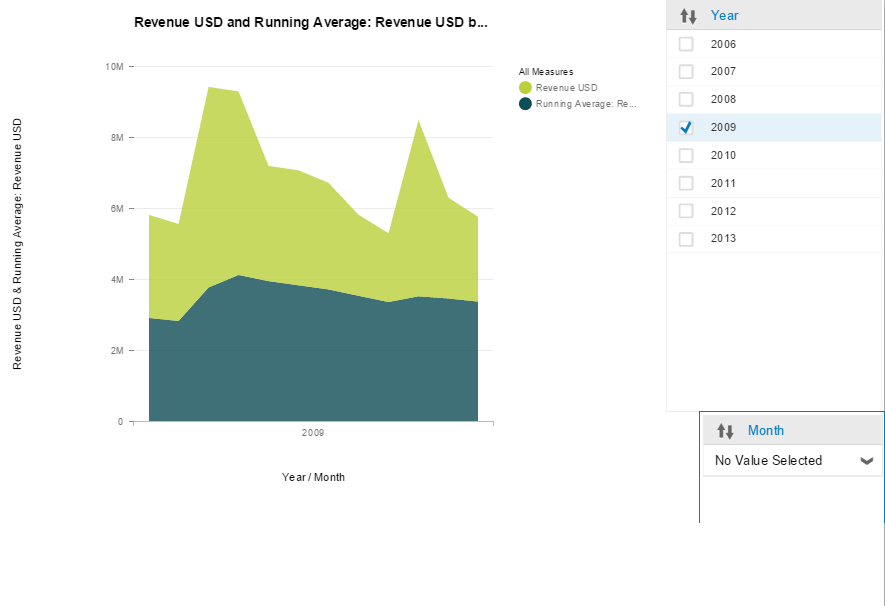 Revenue USD and Running Average: Revenue USD b...
Revenue USD & Running Average: Revenue USD
10M
8M
6M
4M
2M
0
2009
Year / Month
All Measures
Revenue USD
Running Average: Re...
Year
2006
2007
2008
2009
2010
2011
2012
2013
Month
No Value Selected